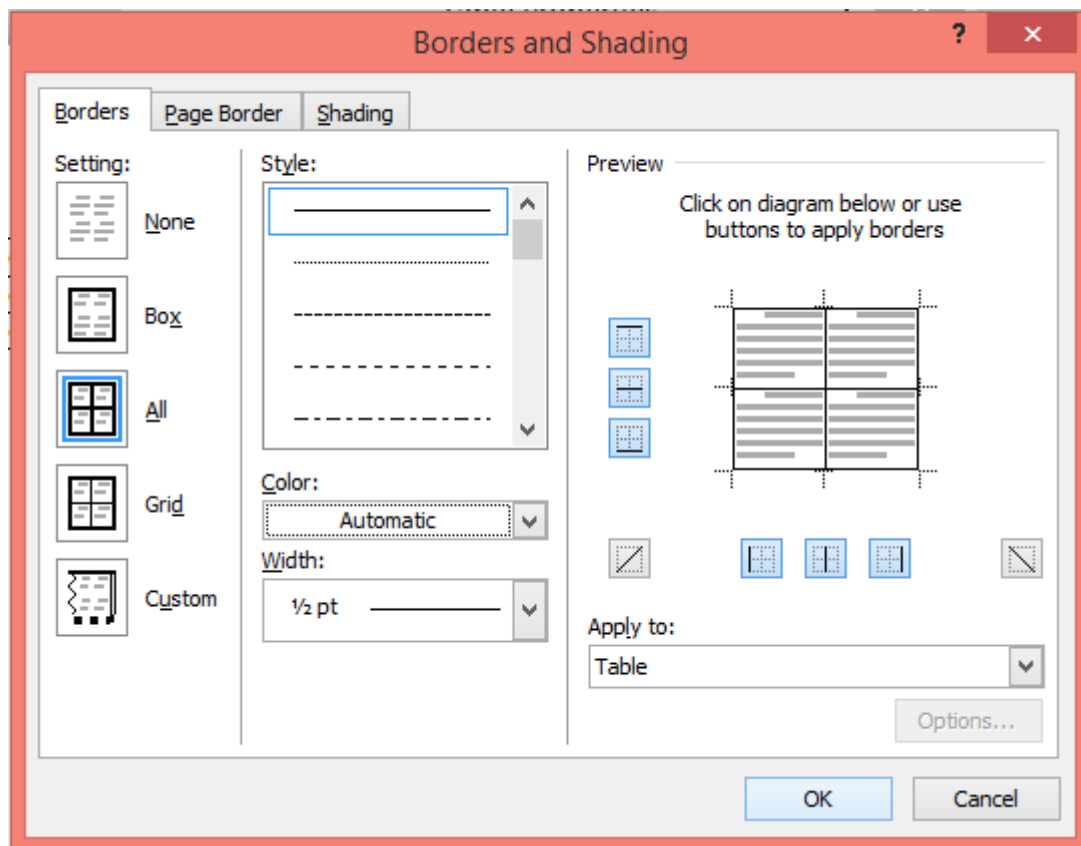 Borders and Shading
?
Borders
Page Border
Shading
Setting:
None
Box
All
Grid
Custom
Style:
Color:
Automatic
Width:
½ pt
Preview
Click on diagram below or use
buttons to apply borders
Apply to:
Table
Options...
OK
Cancel